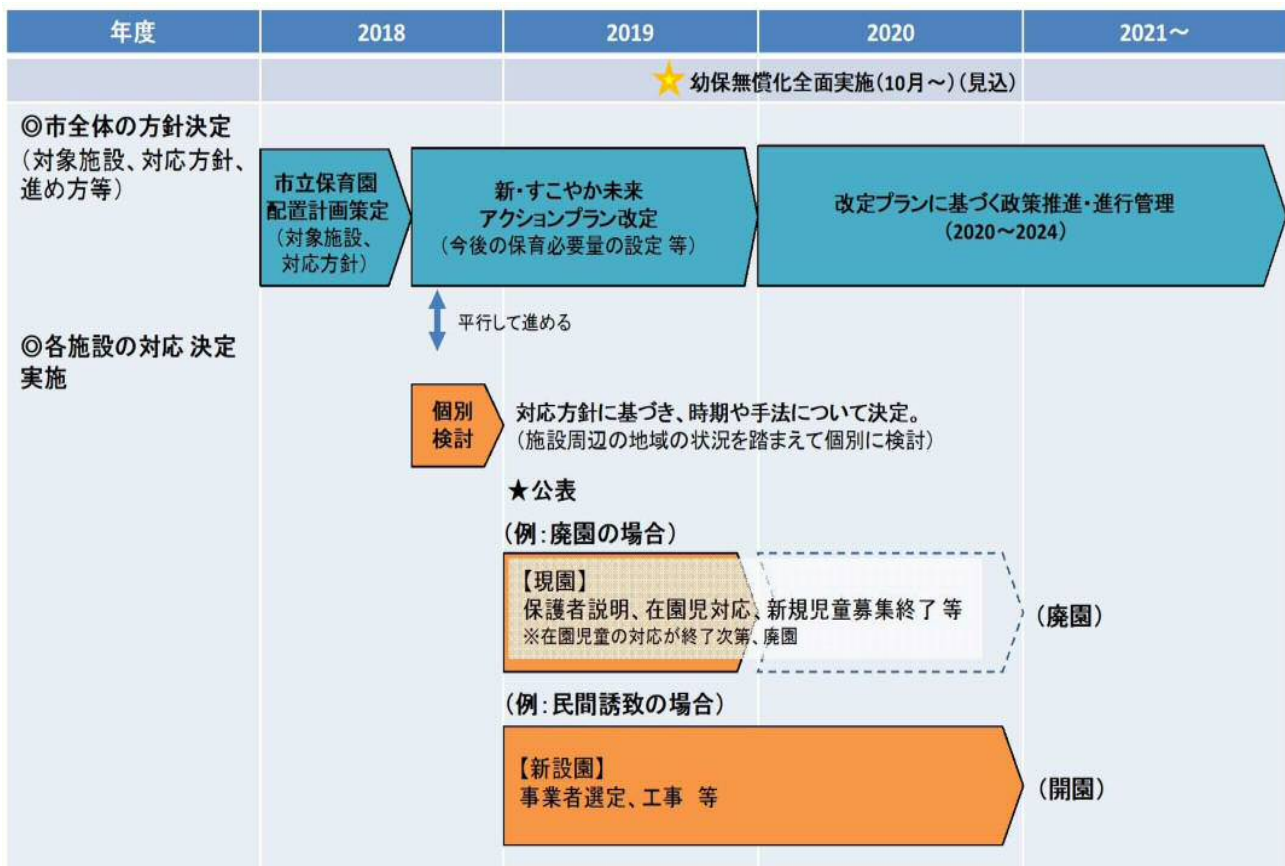 年度 2018 2019 2020 2021～
幼保無償化全面実施(10月～)(見込)
◎市全体の方針決定
(対象施設、対応方針、
進め方等)
市立保育園
配置計画策定
(対象施設、
対応方針)
新・すこやか未来
アクションプラン改定
(今後の保育必要量の設定 等)
改定プランに基づく政策推進・進行管理
(2020～2024)
平行して進める
◎各施設の対応 決定
実施
個別
検討
対応方針に基づき、時期や手法について決定。
(施設周辺の地域の状況を踏まえて個別に検討)
★公表
(例:廃園の場合)
【現園】
保護者説明、在園児対応、新規児童募集終了 等
※在園児童の対応が終了次第、廃園
(廃園)
(例:民間誘致の場合)
【新設園】
事業者選定、工事 等
(開園)